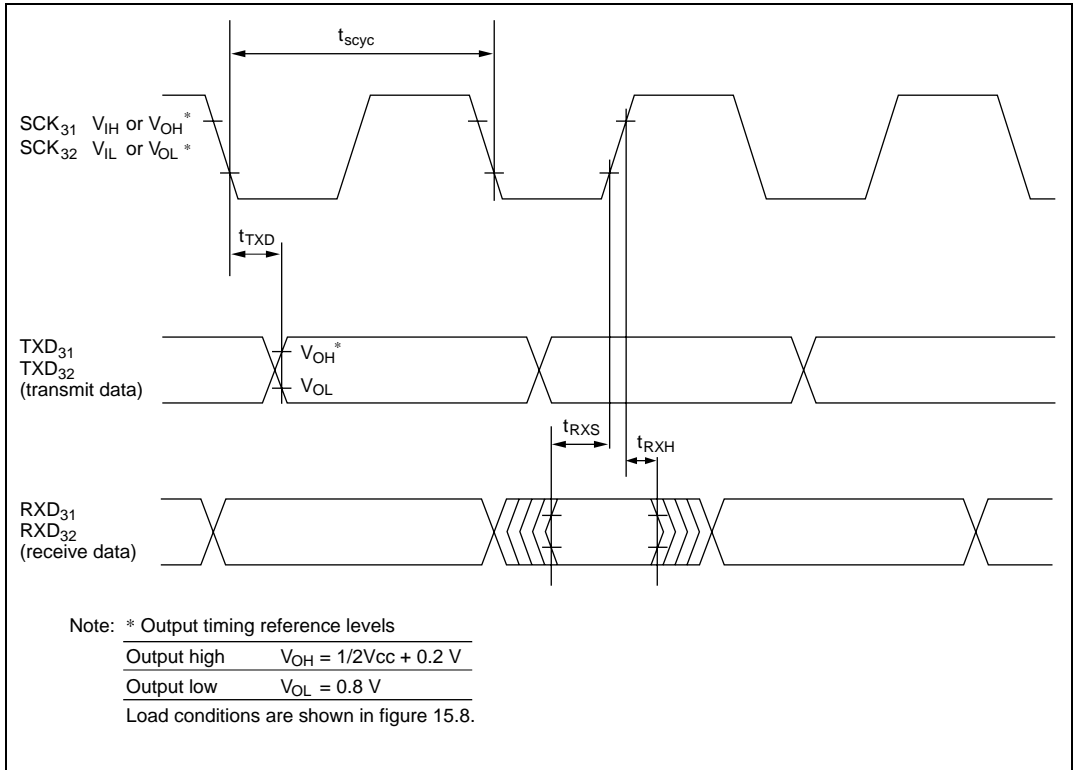 tscyc
SCK31 VIH or VOH*
SCK32 VIL or VOL *
tTXD
TXD31
TXD32
(transmit data)
VOH*
VOL
tRXS
tRXH
RXD31
RXD32
(receive data)
Note: * Output timing reference levels
Output high VOH = 1/2Vcc + 0.2 V
Output low VOL = 0.8 V
Load conditions are shown in figure 15.8.